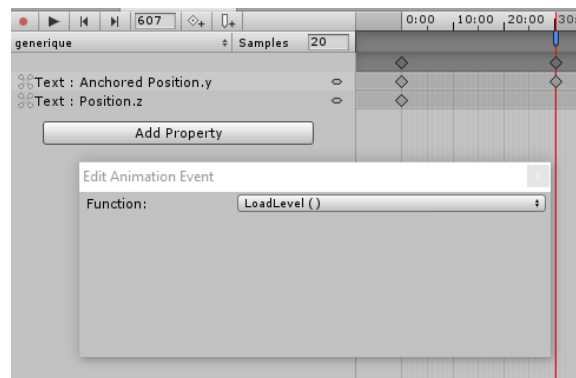 607 0:00 10:00 20:00 30:
generique Samples 20
Text : Anchored Position.y
Text : Position.z
Add Property
Edit Animation Event
Function: LoadLevel ( )